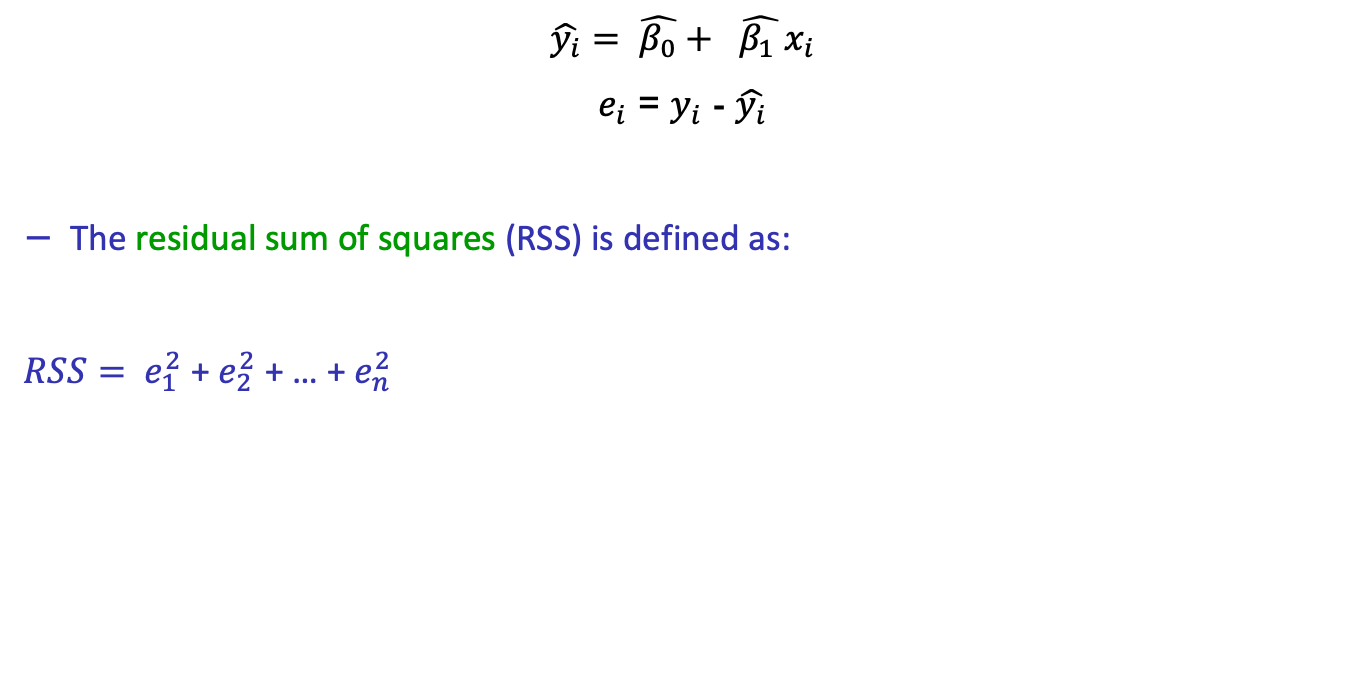 ŷᵢ = β̂₀ + β̂₁ xᵢ
eᵢ = yᵢ - ŷᵢ
– The residual sum of squares (RSS) is defined as:
RSS = e₁² + e₂² + ... + eₙ²